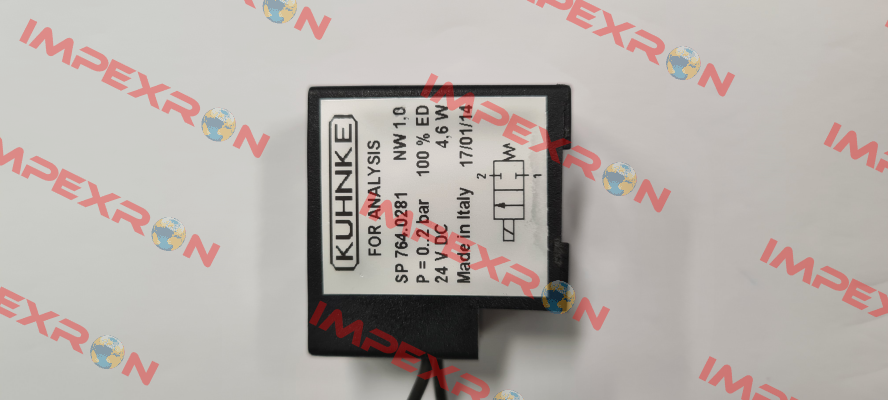 KUHNKE
FOR ANALYSIS
SP 764.0281 NW 1,0
P = 0..2 bar 100 % ED
24 V DC 4,6 W
Made in Italy 17/01/14
2
1
IMPEXRON
IMPEXRON
IMPEXRON
IMPEXRON
IMPEXRON
IMPEXRON
IMPEXRON
IMPEXRON
IMPEXRON